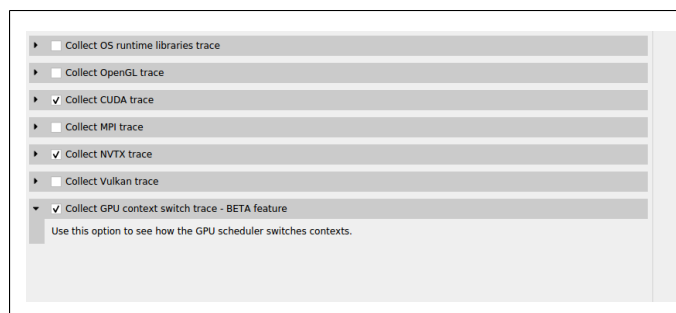 Collect OS runtime libraries trace
Collect OpenGL trace
Collect CUDA trace
Collect MPI trace
Collect NVTX trace
Collect Vulkan trace
Collect GPU context switch trace - BETA feature
Use this option to see how the GPU scheduler switches contexts.